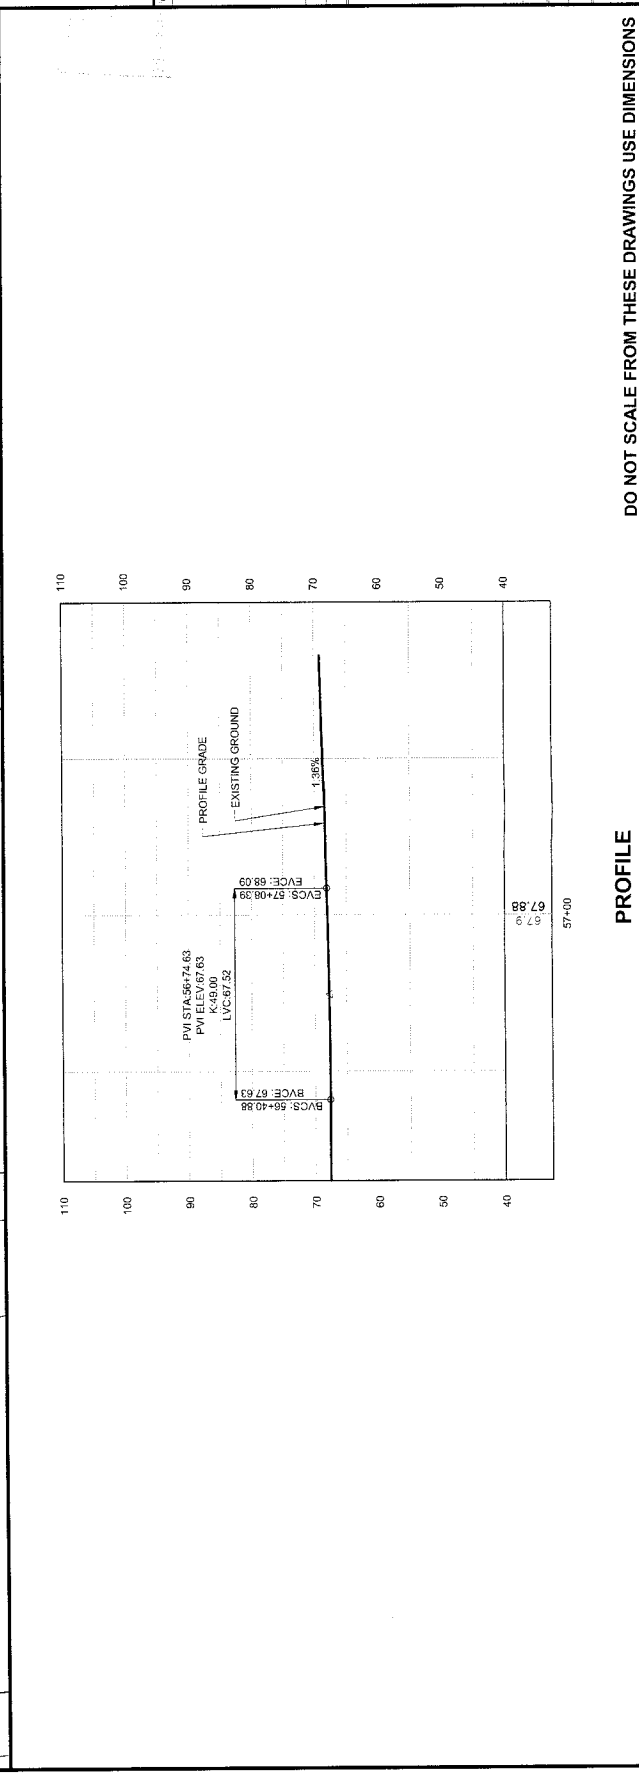 110
100
90
80
70
60
50
40
110
100
90
80
70
60
50
40
PVI STA:56+74.63
PVI ELEV:67.63
K:49.00
LVC:67.52
BVCS: 56+40.88
BVCE: 67.63
EVCS: 57+08.39
EVCE: 68.09
PROFILE GRADE
EXISTING GROUND
1.36%
67.9
67.88
57+00
PROFILE
DO NOT SCALE FROM THESE DRAWINGS USE DIMENSIONS